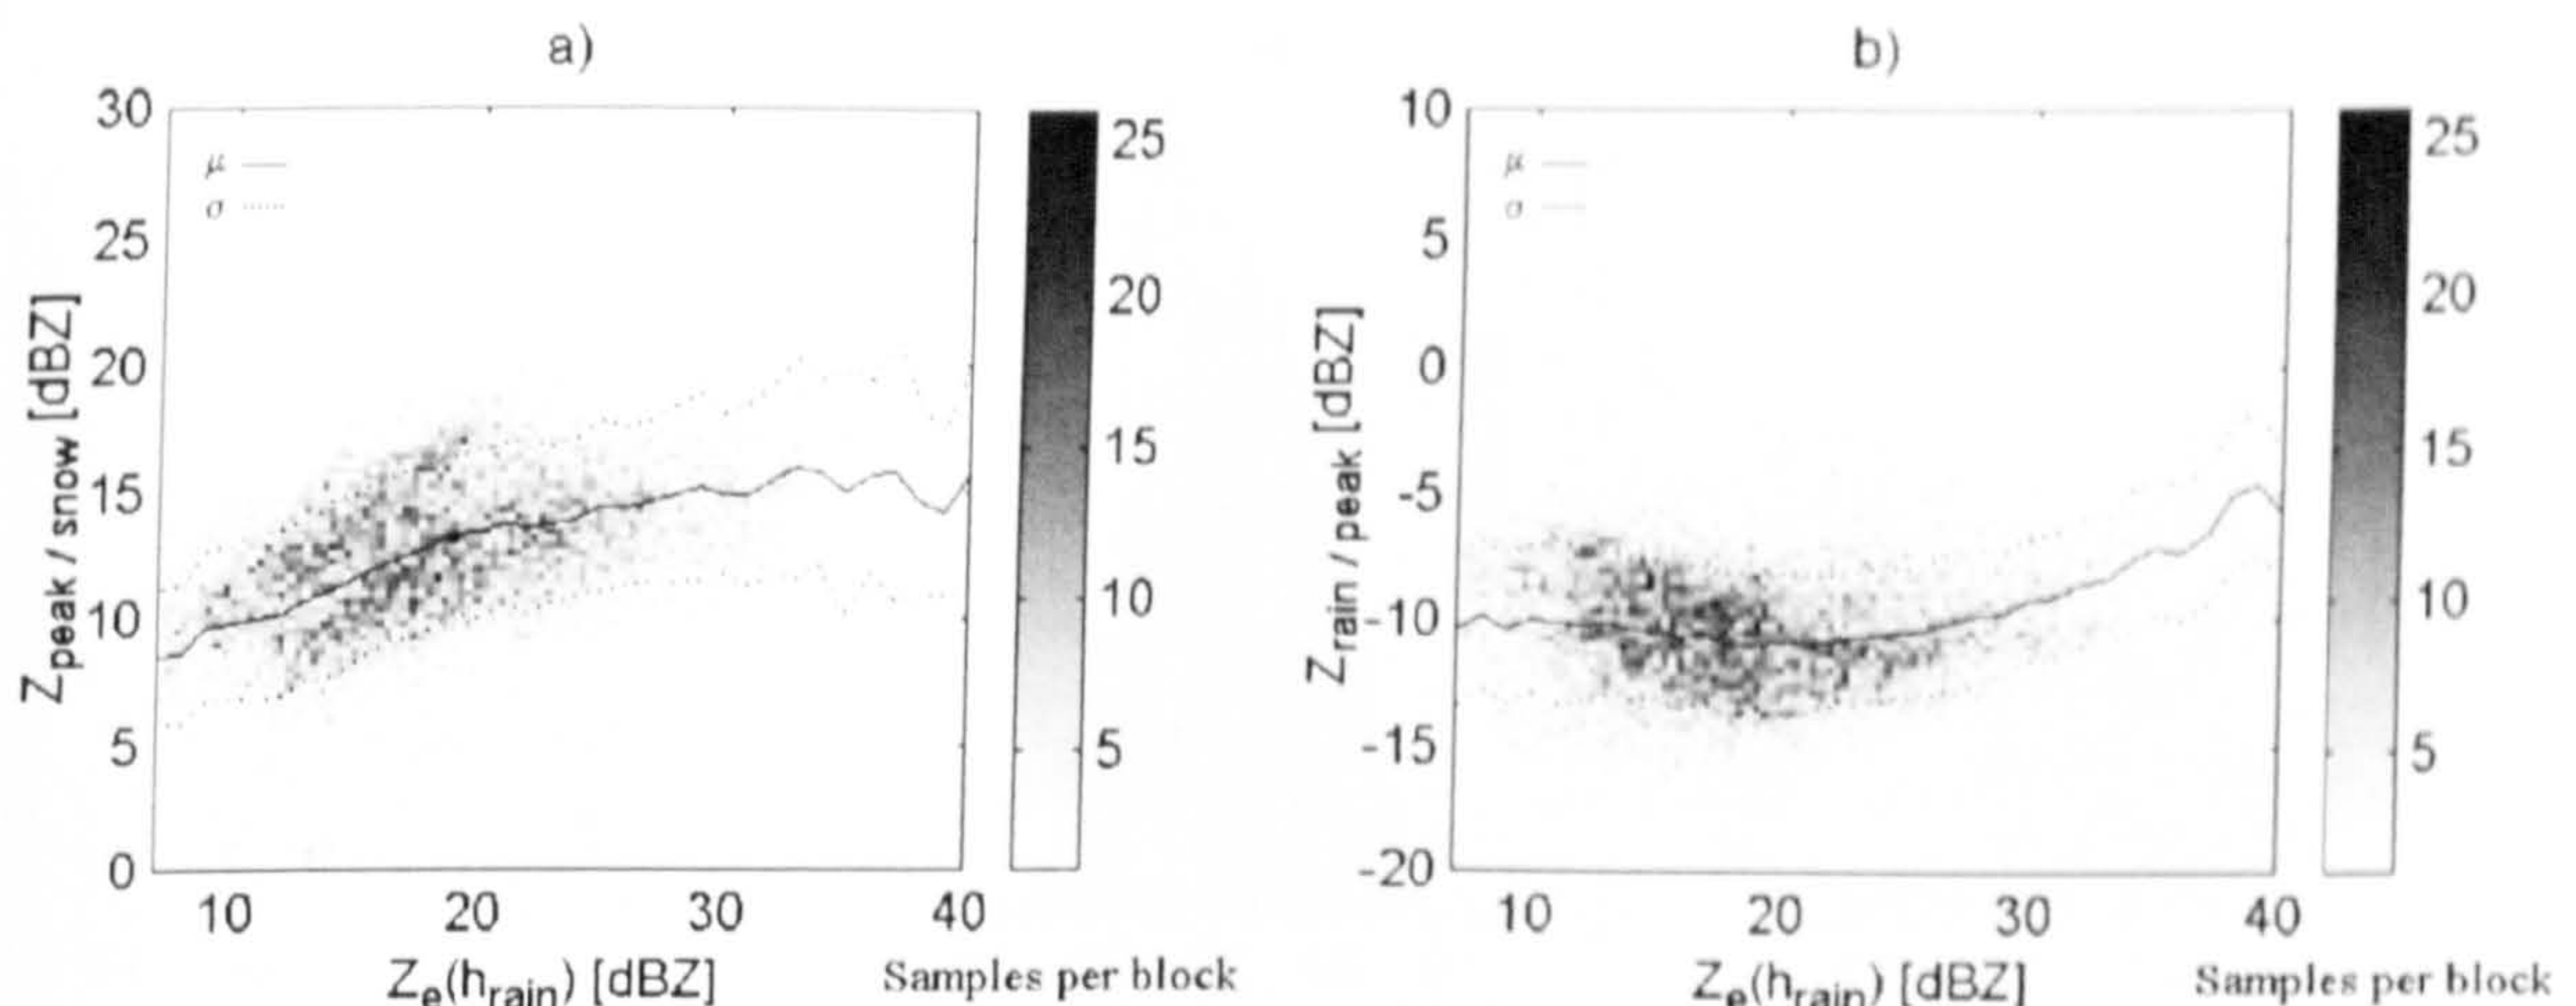 a)
30
25
20
15
10
5
0
Z_peak / snow [dBZ]
μ
σ
10 20 30 40
Z_e(h_rain) [dBZ]
25
20
15
10
5
Samples per block
b)
10
5
0
-5
-10
-15
-20
Z_rain / peak [dBZ]
μ
σ
10 20 30 40
Z_e(h_rain) [dBZ]
25
20
15
10
5
Samples per block